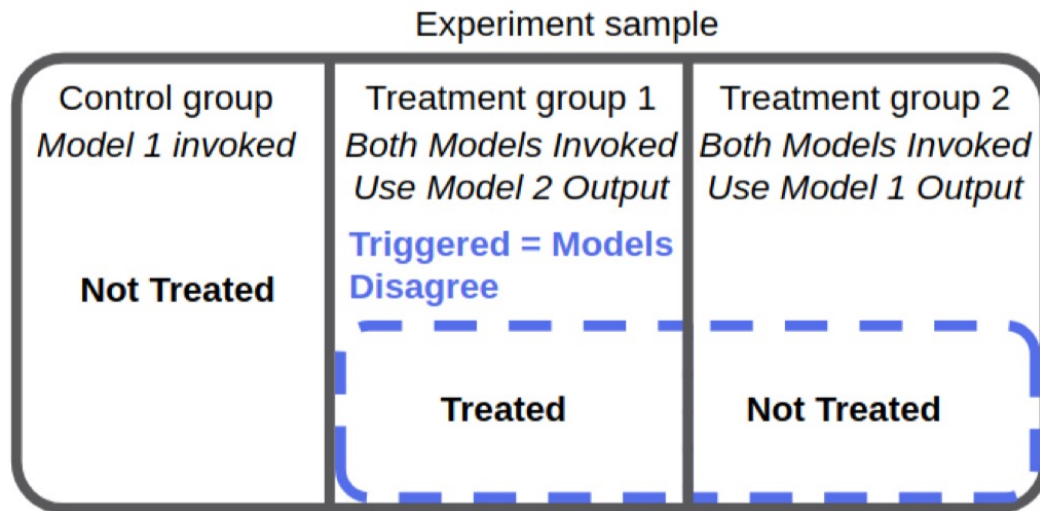 Experiment sample
Control group
Model 1 invoked
Not Treated
Treatment group 1
Both Models Invoked
Use Model 2 Output
Triggered = Models
Disagree
Treated
Treatment group 2
Both Models Invoked
Use Model 1 Output
Not Treated